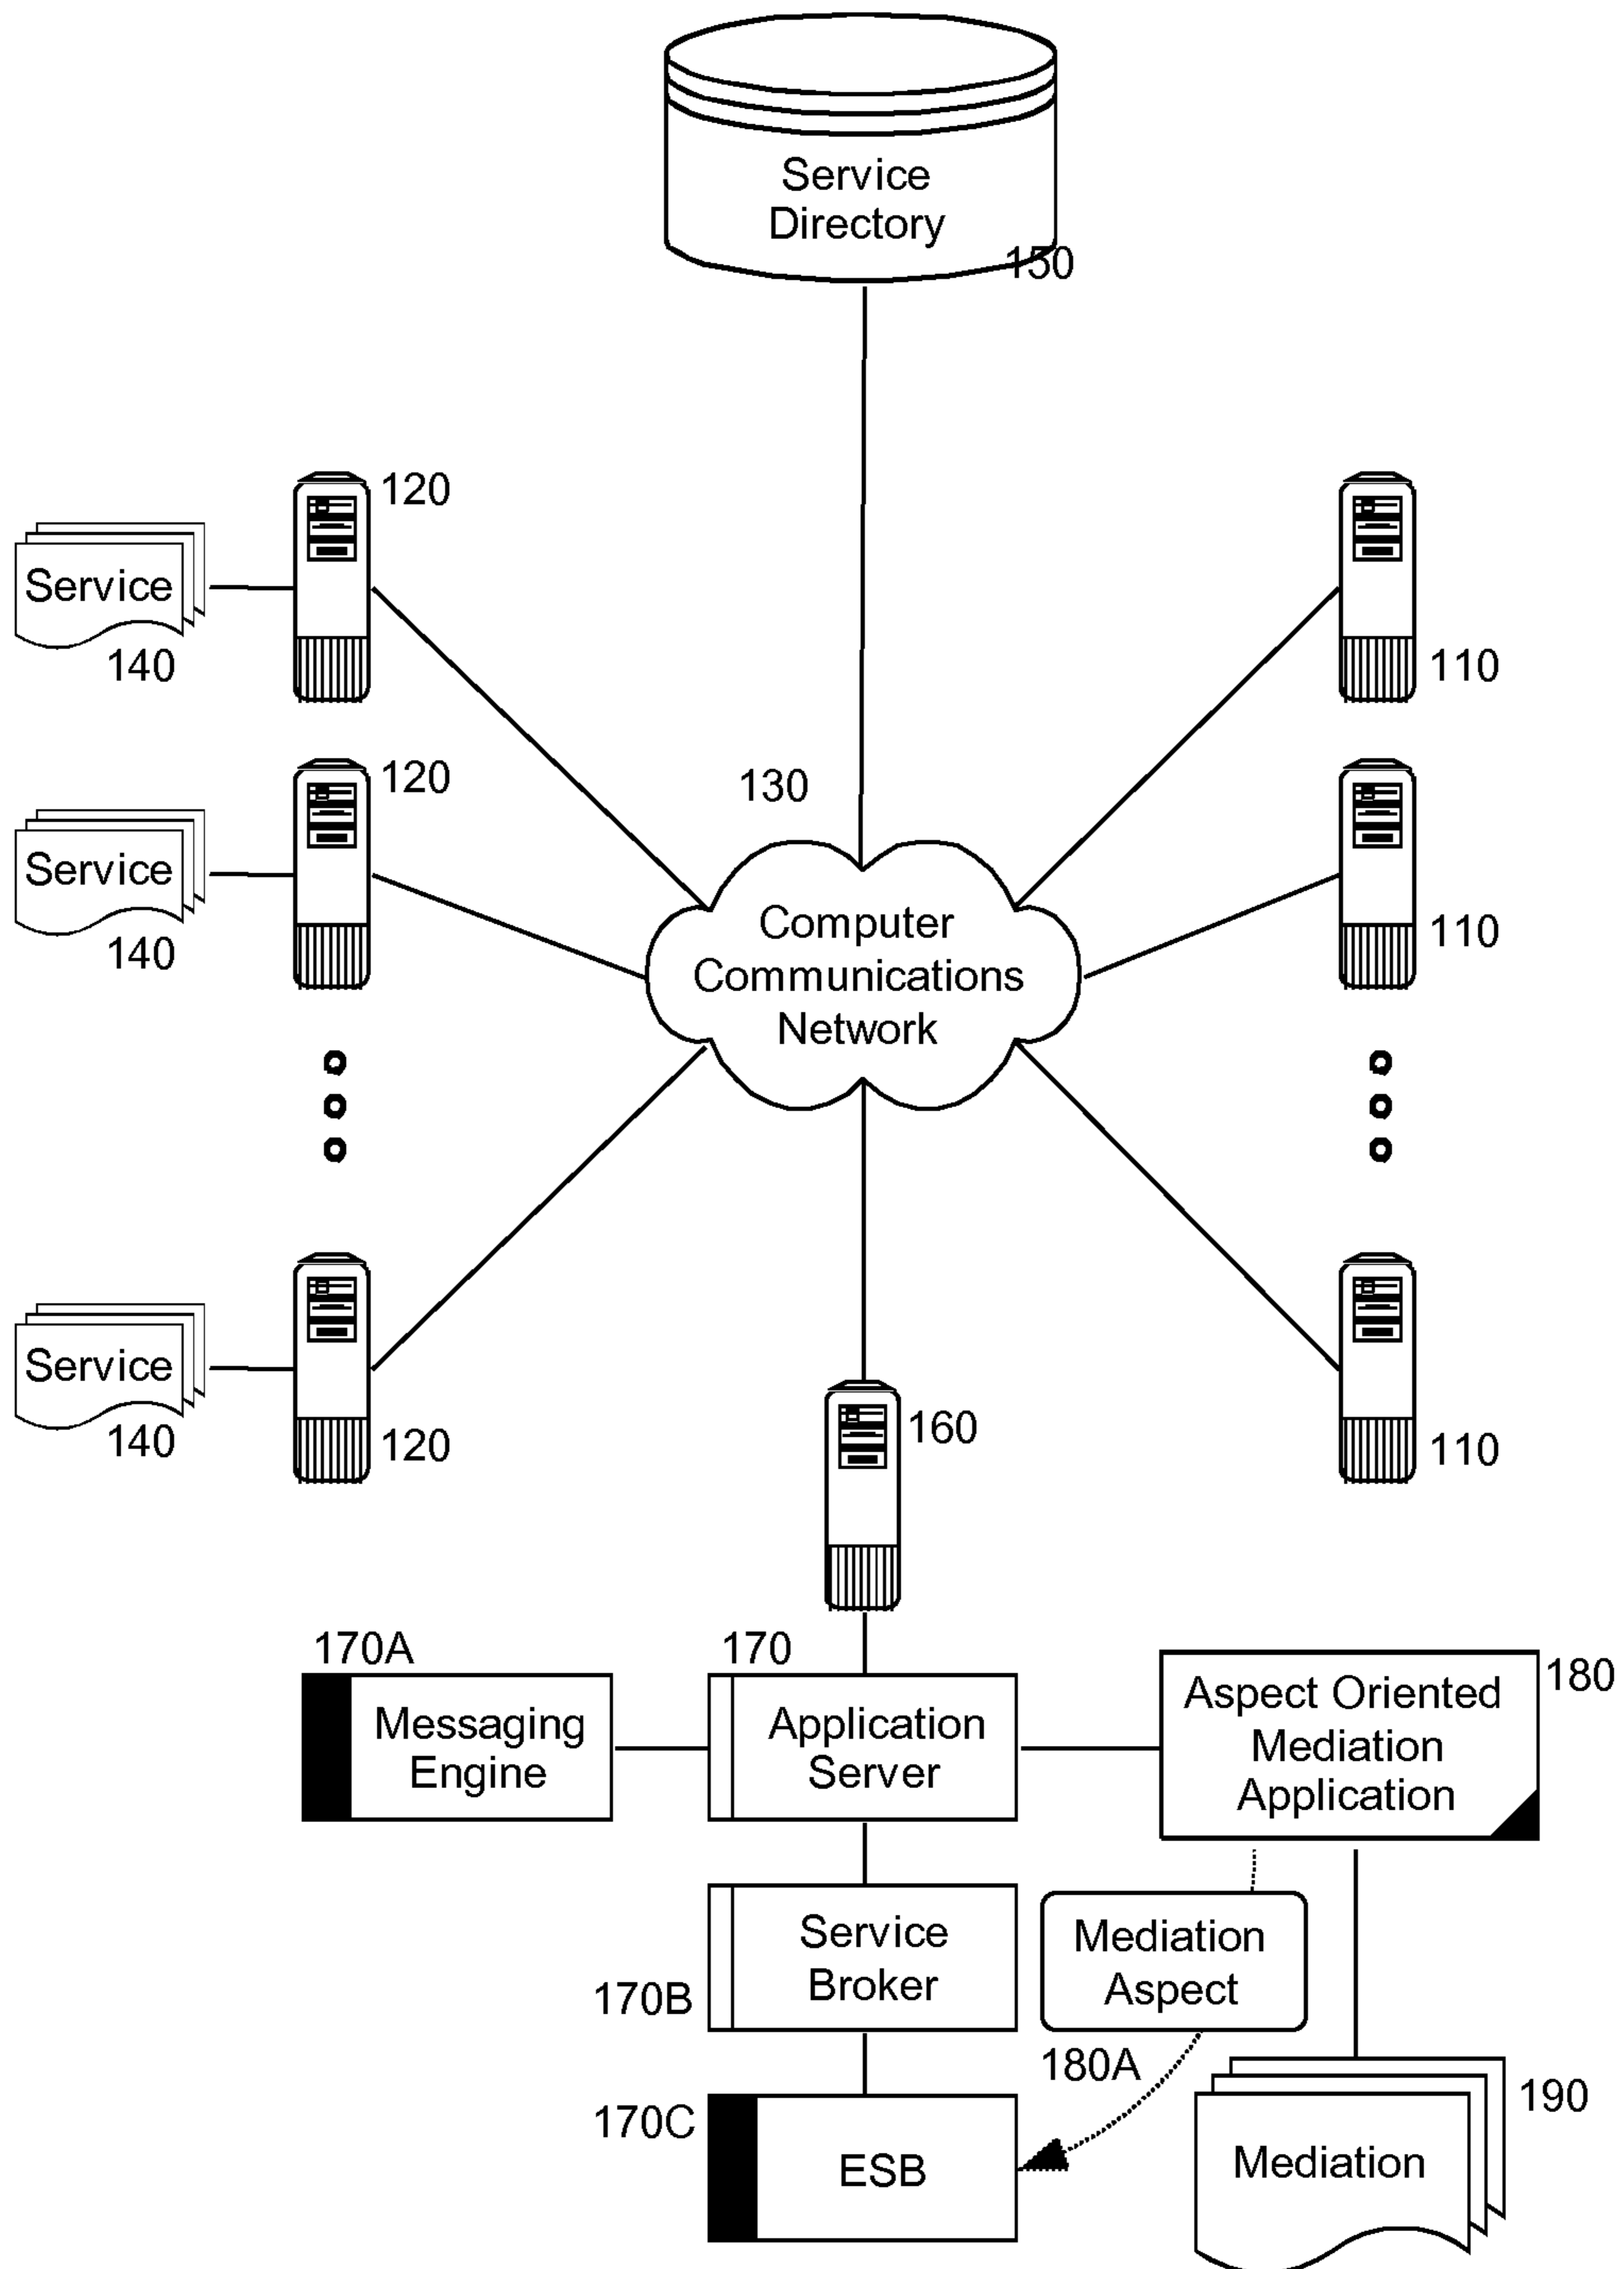 Service
Directory
150
120
Service
140
110
120
130
Service
140
110
Computer
Communications
Network
Service
140
120
160
110
170A
170
180
Messaging
Engine
Application
Server
Aspect Oriented
Mediation
Application
Service
Broker
170B
Mediation
Aspect
180A
170C
ESB
190
Mediation